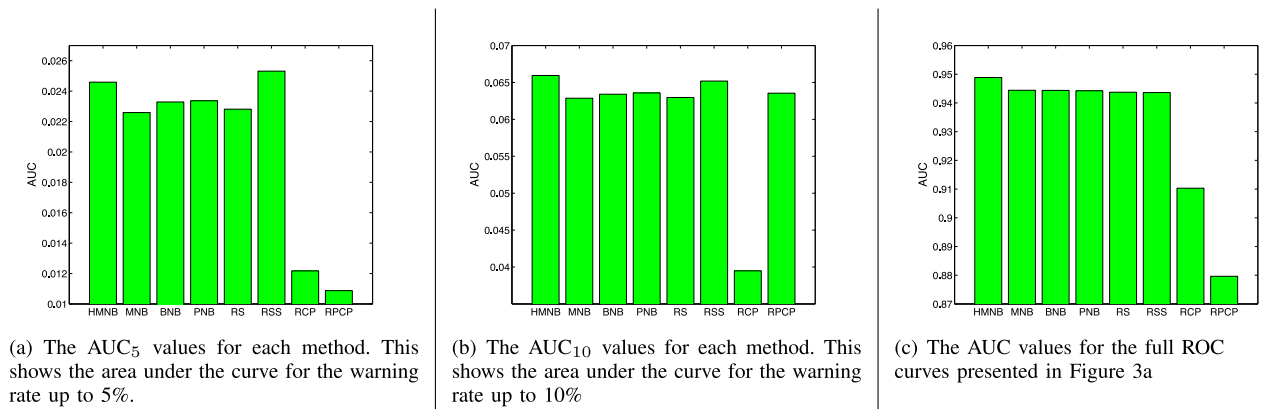 AUC
0.026
0.024
0.022
0.02
0.018
0.016
0.014
0.012
0.01
HMNB MNB BNB PNB RS RSS RCP RPCP
(a) The AUC5 values for each method. This
shows the area under the curve for the warning
rate up to 5%.
AUC
0.07
0.065
0.06
0.055
0.05
0.045
0.04
HMNB MNB BNB PNB RS RSS RCP RPCP
(b) The AUC10 values for each method. This
shows the area under the curve for the warning
rate up to 10%
AUC
0.96
0.95
0.94
0.93
0.92
0.91
0.9
0.89
0.88
0.87
HMNB MNB BNB PNB RS RSS RCP RPCP
(c) The AUC values for the full ROC
curves presented in Figure 3a